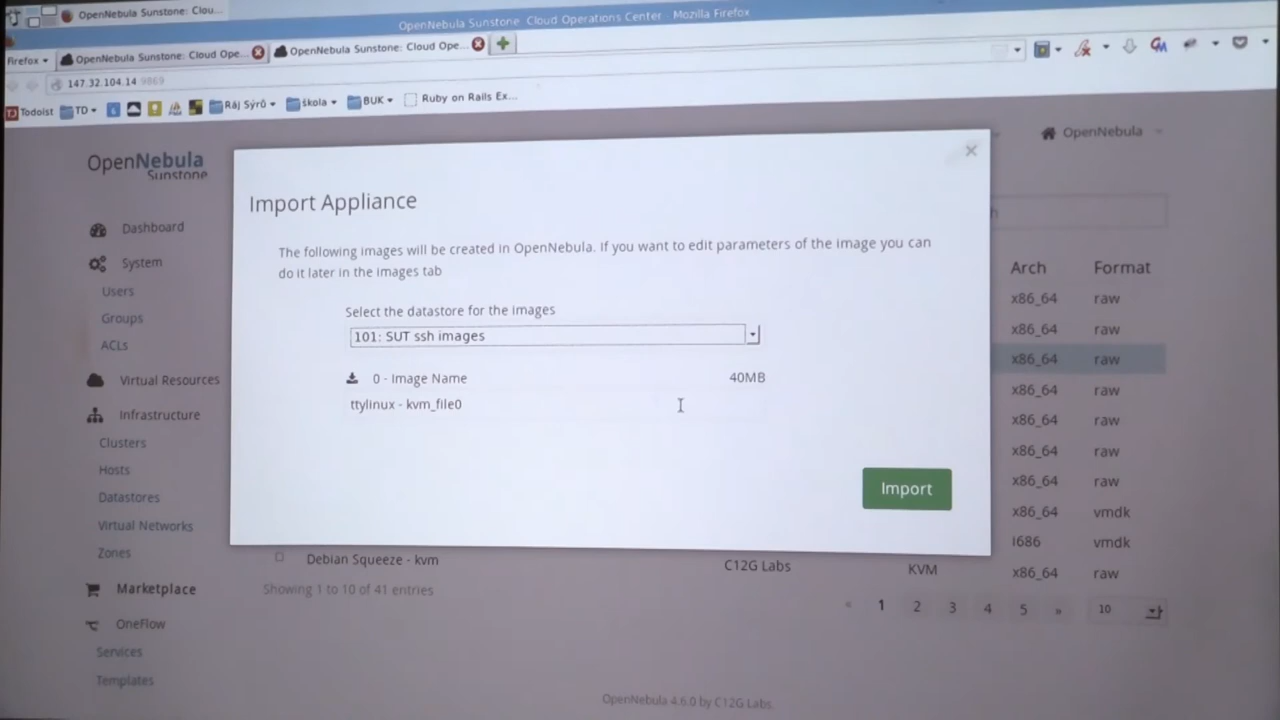 OpenNebula Sunstone: Clou...
OpenNebula Sunstone: Cloud Operations Center - Mozilla Firefox
Firefox
OpenNebula Sunstone: Cloud Ope...
OpenNebula Sunstone: Cloud Ope...
147.32.104.14:9869
Todoist
TD
Ráj Sýrů
škola
BUK
Ruby on Rails Ex...
OpenNebula
Sunstone
OpenNebula
Dashboard
System
Users
Groups
ACLs
Virtual Resources
Infrastructure
Clusters
Hosts
Datastores
Virtual Networks
Zones
Marketplace
OneFlow
Services
Templates
Import Appliance
The following images will be created in OpenNebula. If you want to edit parameters of the image you can
do it later in the images tab
Select the datastore for the images
101: SUT ssh images
0 - Image Name 40MB
ttylinux - kvm_file0
Import
Arch Format
x86_64 raw
x86_64 raw
x86_64 raw
x86_64 raw
x86_64 raw
x86_64 raw
x86_64 raw
x86_64 vmdk
i686 vmdk
Debian Squeeze - kvm C12G Labs KVM x86_64 raw
Showing 1 to 10 of 41 entries
« 1 2 3 4 5 » 10
OpenNebula 4.6.0 by C12G Labs.